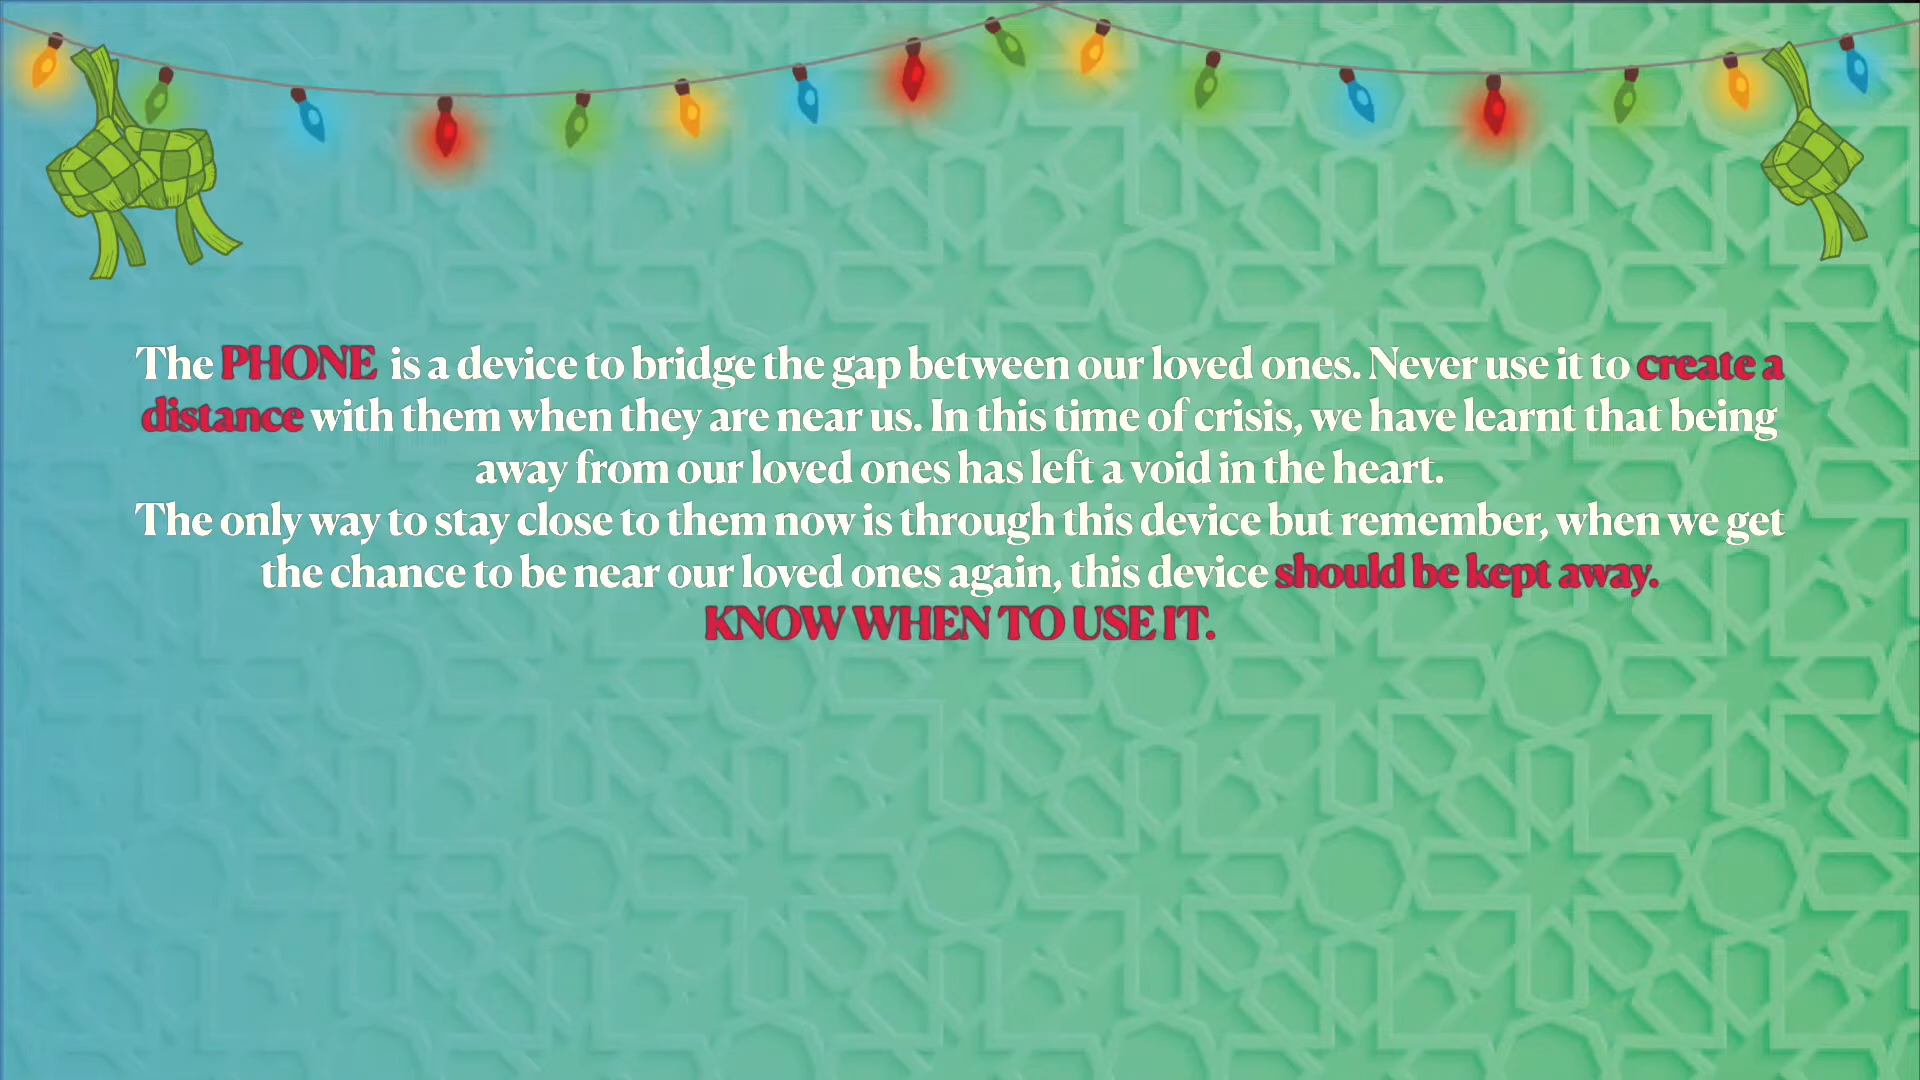 The PHONE is a device to bridge the gap between our loved ones. Never use it to create a
distance with them when they are near us. In this time of crisis, we have learnt that being
away from our loved ones has left a void in the heart.
The only way to stay close to them now is through this device but remember, when we get
the chance to be near our loved ones again, this device should be kept away.
KNOW WHEN TO USE IT.